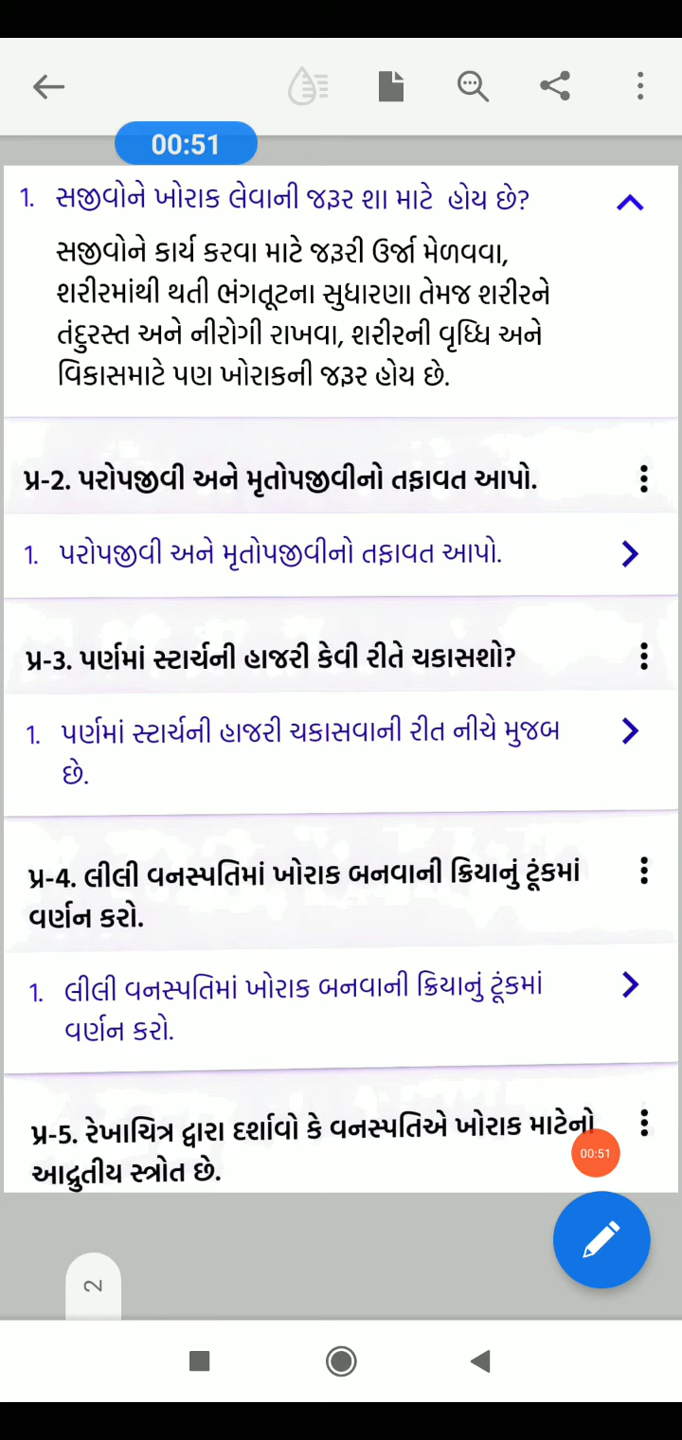 00:51
1. સજીવોને ખોરાક લેવાની જરૂર શા માટે હોય છે?
સજીવોને કાર્ય કરવા માટે જરૂરી ઉર્જા મેળવવા,
શરીરમાંથી થતી ભંગતૂટના સુધારણા તેમજ શરીરને
તંદુરસ્ત અને નીરોગી રાખવા, શરીરની વૃધ્ધિ અને
વિકાસમાટે પણ ખોરાકની જરૂર હોય છે.
પ્ર-2. પરોપજીવી અને મૃતોપજીવીનો તફાવત આપો.
1. પરોપજીવી અને મૃતોપજીવીનો તફાવત આપો.
પ્ર-3. પર્ણમાં સ્ટાર્ચની હાજરી કેવી રીતે ચકાસશો?
1. પર્ણમાં સ્ટાર્ચની હાજરી ચકાસવાની રીત નીચે મુજબ
છે.
પ્ર-4. લીલી વનસ્પતિમાં ખોરાક બનવાની ક્રિયાનું ટૂંકમાં
વર્ણન કરો.
1. લીલી વનસ્પતિમાં ખોરાક બનવાની ક્રિયાનું ટૂંકમાં
વર્ણન કરો.
પ્ર-5. રેખાચિત્ર દ્વારા દર્શાવો કે વનસ્પતિએ ખોરાક માટેનો
આદ્રુતીય સ્ત્રોત છે.
00:51
2